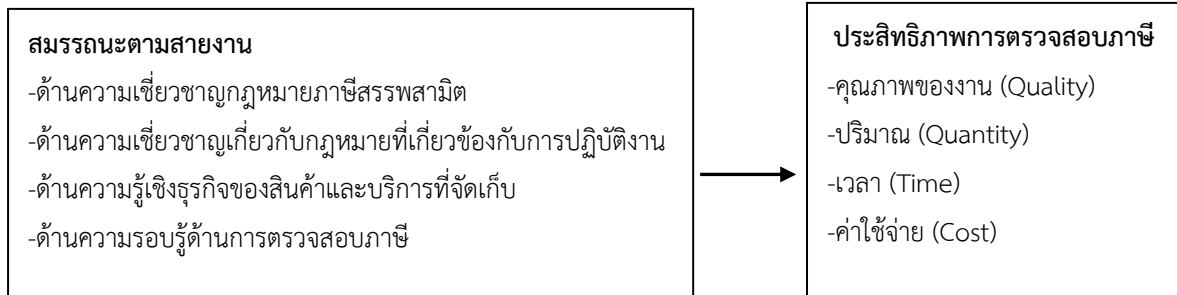 สมรรถนะตามสายงาน
-ด้านความเชี่ยวชาญกฎหมายภาษีสรรพสามิต
-ด้านความเชี่ยวชาญเกี่ยวกับกฎหมายที่เกี่ยวข้องกับการปฏิบัติงาน
-ด้านความรู้เชิงธุรกิจของสินค้าและบริการที่จัดเก็บ
-ด้านความรอบรู้ด้านการตรวจสอบภาษี
ประสิทธิภาพการตรวจสอบภาษี
-คุณภาพของงาน (Quality)
-ปริมาณ (Quantity)
-เวลา (Time)
-ค่าใช้จ่าย (Cost)